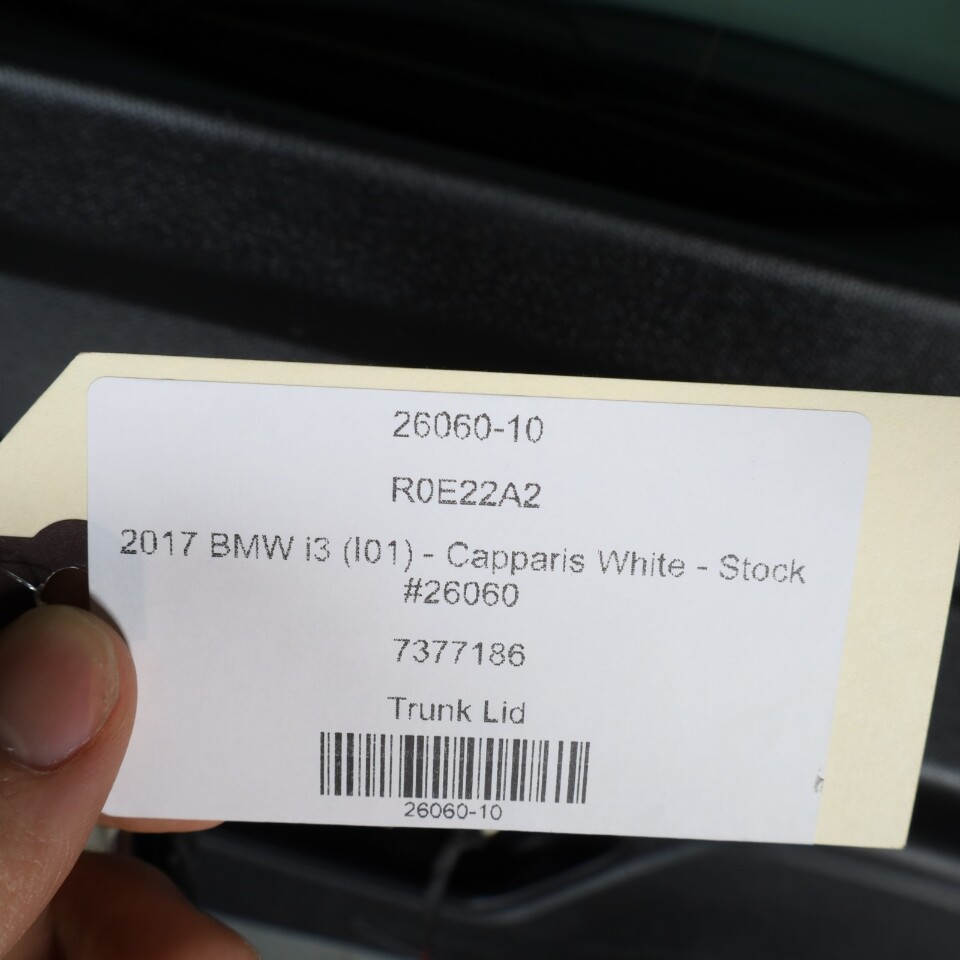 26060-10
R0E22A2
2017 BMW i3 (I01) - Capparis White - Stock
#26060
7377186
Trunk Lid
26060-10